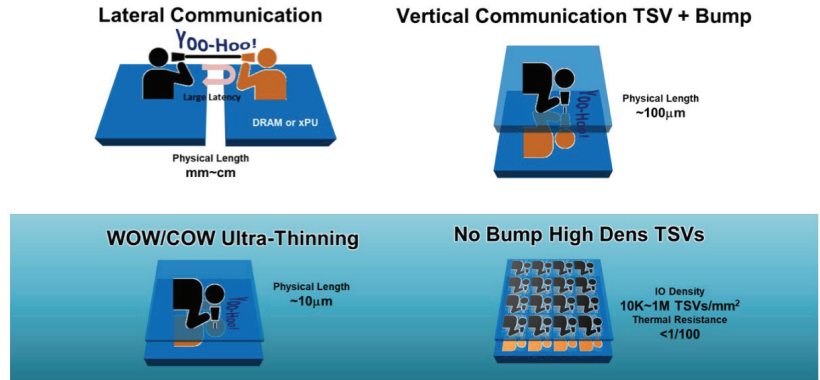 Lateral Communication
Yoo-Hoo!
Large Latency
DRAM or xPU
Physical Length
mm~cm
Vertical Communication TSV + Bump
Yoo-Hoo!
Physical Length
~100μm
WOW/COW Ultra-Thinning
Yoo-Hoo!
Physical Length
~10μm
No Bump High Dens TSVs
IO Density
10K~1M TSVs/mm²
Thermal Resistance
<1/100